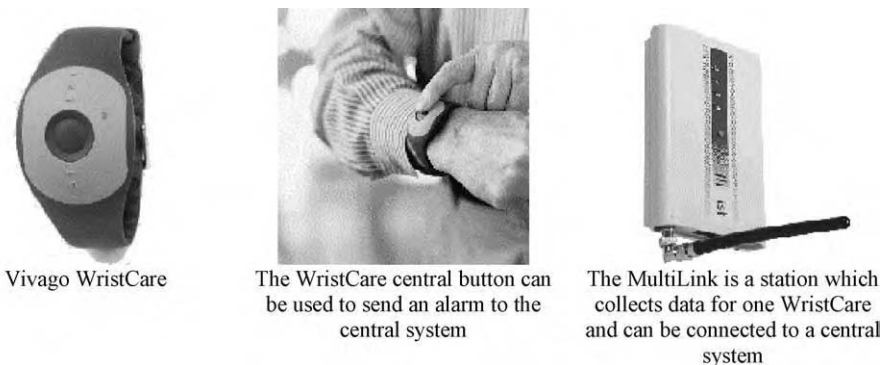 ist
Vivago WristCare
The WristCare central button can
be used to send an alarm to the
central system
The MultiLink is a station which
collects data for one WristCare
and can be connected to a central
system